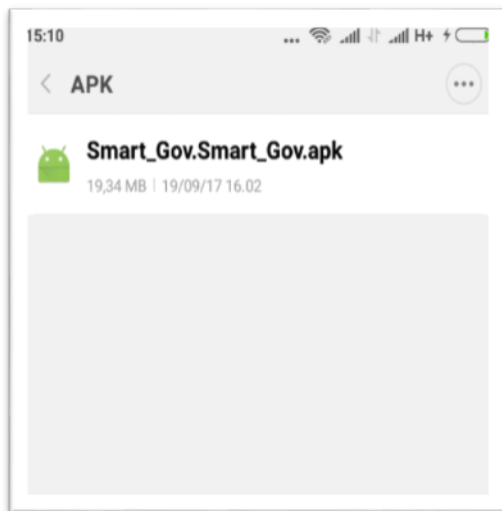 15:10
... H+
APK
Smart_Gov.Smart_Gov.apk
19,34 MB | 19/09/17 16.02